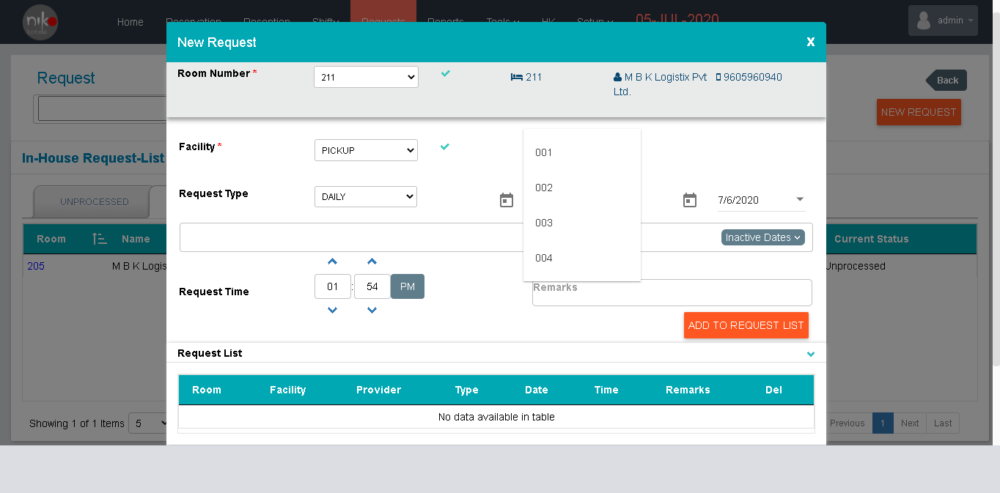 niko
hotels
Home Reservation Reception Shift Requests Reports Tools HK Setup 05-JUL-2020 admin
New Request X
Request
Back
NEW REQUEST
Room Number * 211 211 M B K Logistix Pvt Ltd. 9605960940
In-House Request-List
Facility * PICKUP
001
002
003
004
Request Type DAILY 7/6/2020
UNPROCESSED
Inactive Dates
Room Name Current Status
205 M B K Logis Unprocessed
Request Time 01 : 54 PM
Remarks
ADD TO REQUEST LIST
Request List
Room Facility Provider Type Date Time Remarks Del
No data available in table
Showing 1 of 1 Items 5 Previous 1 Next Last